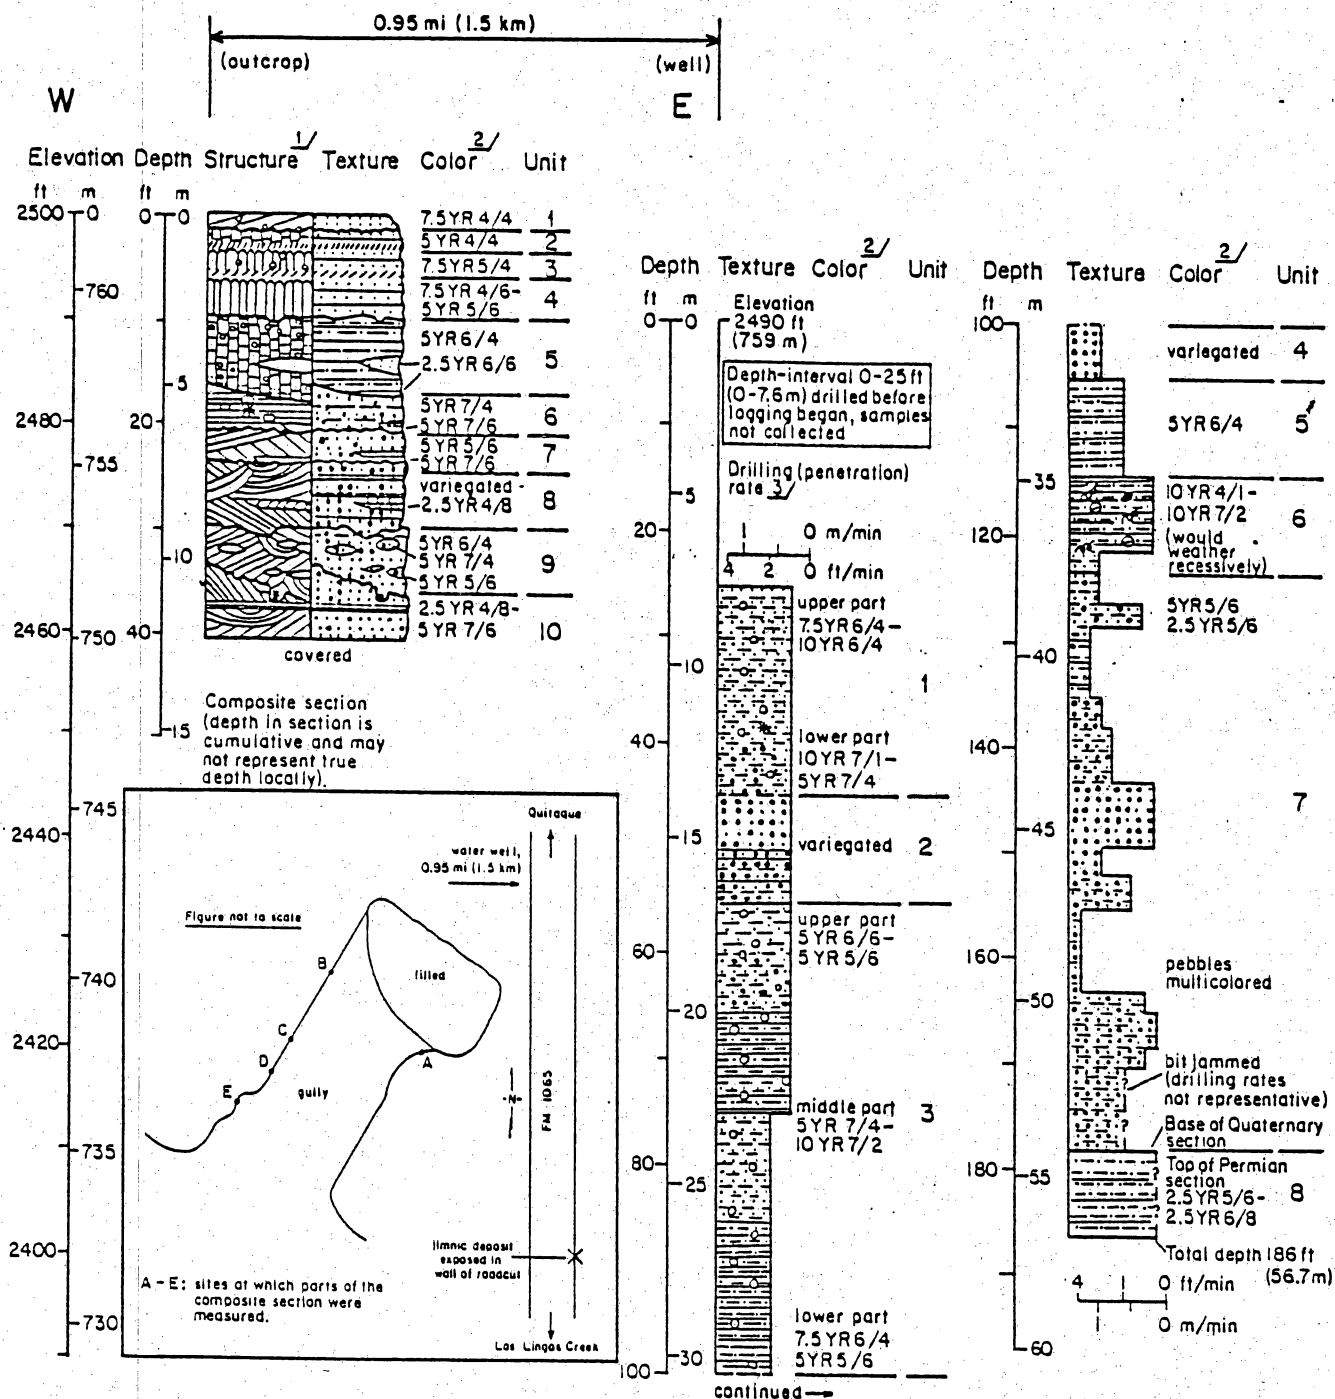 0.95 mi (1.5 km)
(outcrop) (well)
W E
Elevation Depth Structure 1/ Texture Color 2/ Unit
ft m ft m
2500 0 0 0
760
5
2480 20
755
10
2460 750 40
15
745
2440
740
2420
735
2400
730
7.5YR 4/4 1
5YR 4/4 2
7.5YR 5/4 3
7.5YR 4/6-
5YR 5/6 4
5YR 6/4
2.5YR 6/6 5
5YR 7/4
5YR 7/6 6
5YR 5/6
5YR 7/6 7
variegated -
2.5YR 4/8 8
5YR 6/4
5YR 7/4
5YR 5/6 9
2.5YR 4/8-
5YR 7/6 10
covered
Composite section
(depth in section is
cumulative and may
not represent true
depth locally).
Quitaque
water well,
0.95 mi (1.5 km)
Figure not to scale
B
filled
C
A
D
E
gully
-N-
FM 1065
limnic deposit
exposed in
wall of roadcut
A - E: sites at which parts of the
composite section were
measured.
Los Lingos Creek
Depth Texture Color 2/ Unit
ft m
0 0
5
20
10
40
15
60
20
80
25
100 30
Elevation
2490 ft
(759 m)
Depth-interval 0-25 ft
(0-7.6m) drilled before
logging began, samples
not collected
Drilling (penetration)
rate 3/
1 0 m/min
4 2 0 ft/min
upper part
7.5YR 6/4-
10YR 6/4
1
lower part
10YR 7/1-
5YR 7/4
variegated 2
upper part
5YR 6/6-
5YR 5/6
middle part
5YR 7/4-
10YR 7/2
3
lower part
7.5YR 6/4
5YR 5/6
continued
Depth Texture Color 2/ Unit
ft m
100
35
120
40
140
45
160
50
180
55
60
variegated 4
5YR 6/4 5
10YR 4/1-
10YR 7/2
(would
weather
recessively)
6
5YR 5/6
2.5YR 5/6
7
pebbles
multicolored
bit jammed
(drilling rates
not representative)
?
?
?
Base of Quaternary
section
Top of Permian
section
2.5YR 5/6-
2.5YR 6/8
8
Total depth 186 ft
(56.7m)
4 1 0 ft/min
1 0 m/min